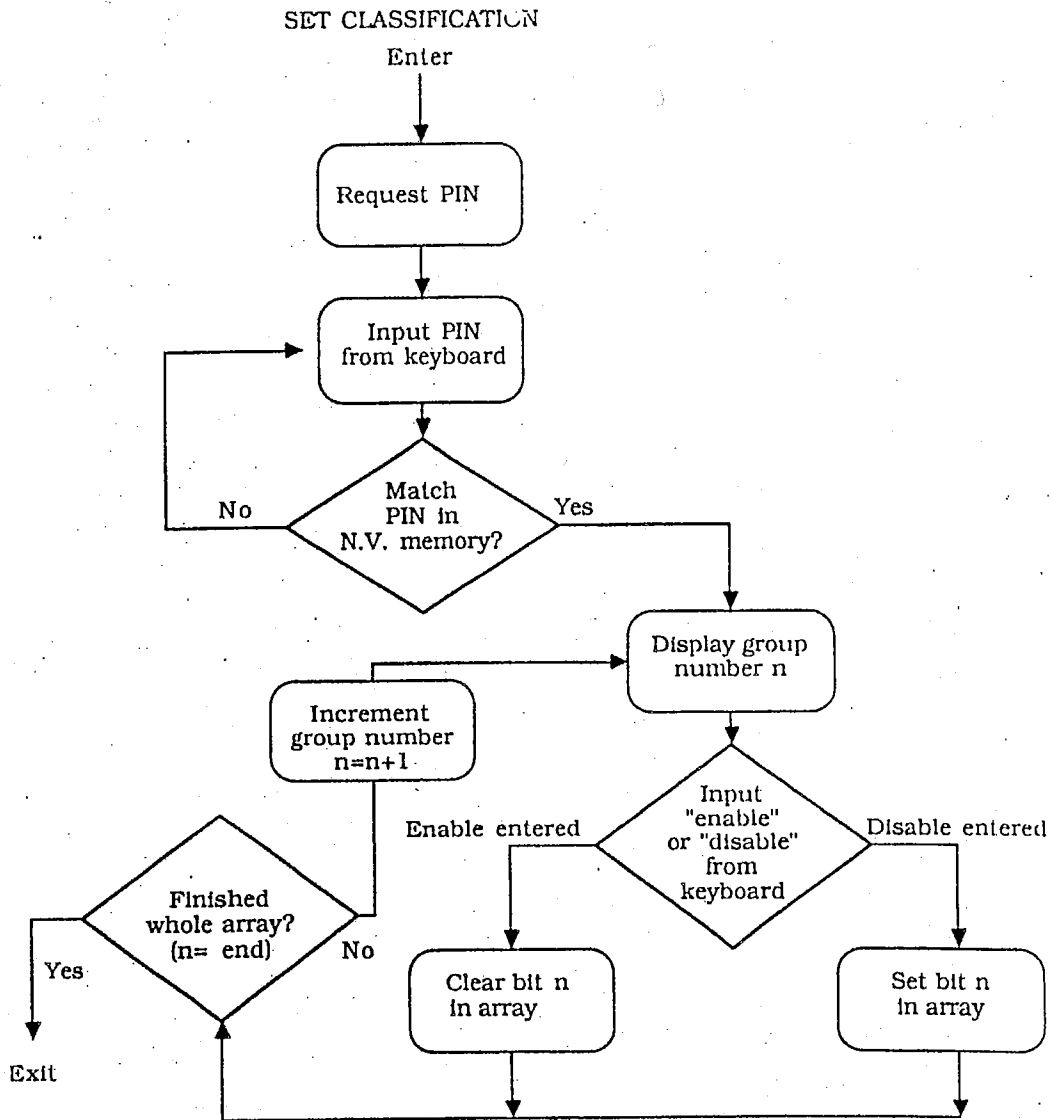 SET CLASSIFICATION
Enter
Request PIN
Input PIN
from keyboard
No
Match
PIN in
N.V. memory?
Yes
Display group
number n
Increment
group number
n=n+1
Input
"enable"
or "disable"
from
keyboard
Enable entered
Disable entered
Finished
whole array?
(n= end)
No
Yes
Clear bit n
in array
Set bit n
in array
Exit